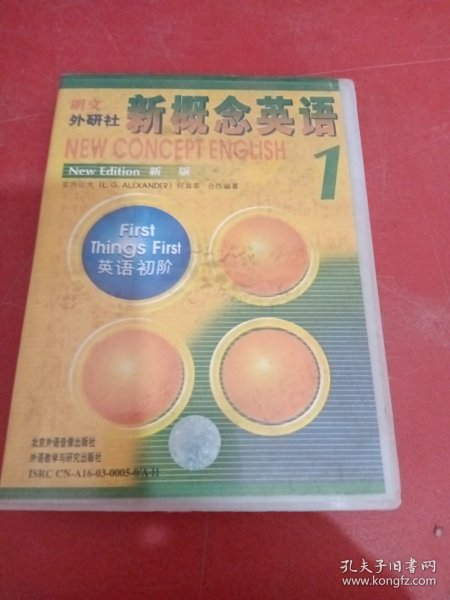 朗文
外研社
新概念英语
NEW CONCEPT ENGLISH
New Edition 新 版
1
亚历山大 (L. G. ALEXANDER) 何其莘 合作编著
First
Things First
英语初阶
北京外语音像出版社
外语教学与研究出版社
ISRC CN-A16-03-0005-0/A·H
孔夫子旧书网
www.kongfz.com